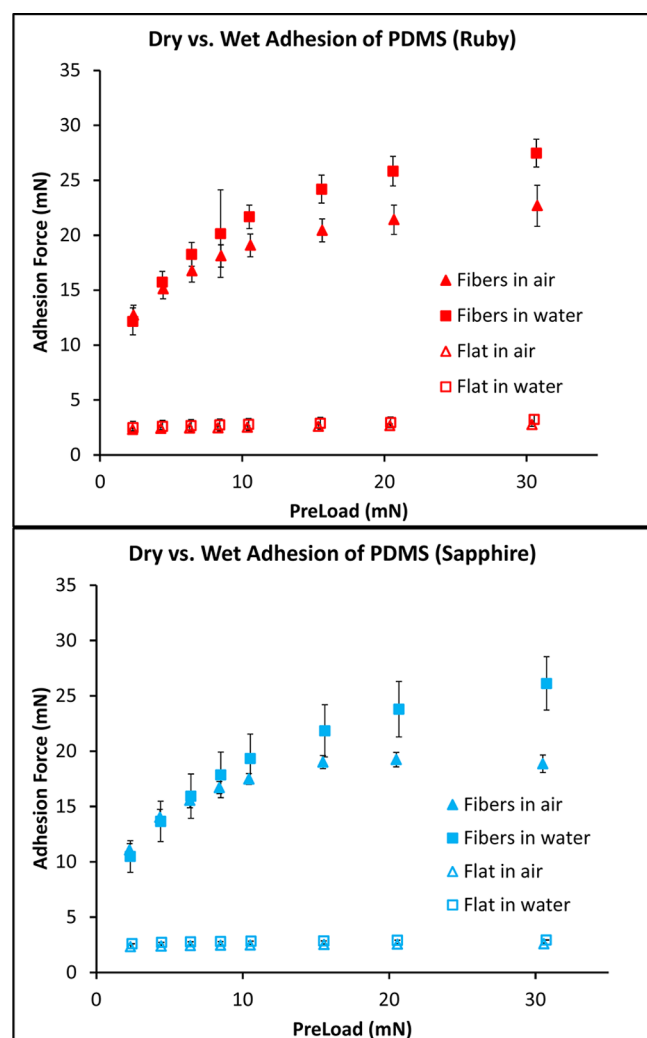 Dry vs. Wet Adhesion of PDMS (Ruby)
35
30
25
20
15
10
5
0
Adhesion Force (mN)
Fibers in air
Fibers in water
Flat in air
Flat in water
0 10 20 30
PreLoad (mN)
Dry vs. Wet Adhesion of PDMS (Sapphire)
35
30
25
20
15
10
5
0
Adhesion Force (mN)
Fibers in air
Fibers in water
Flat in air
Flat in water
0 10 20 30
PreLoad (mN)